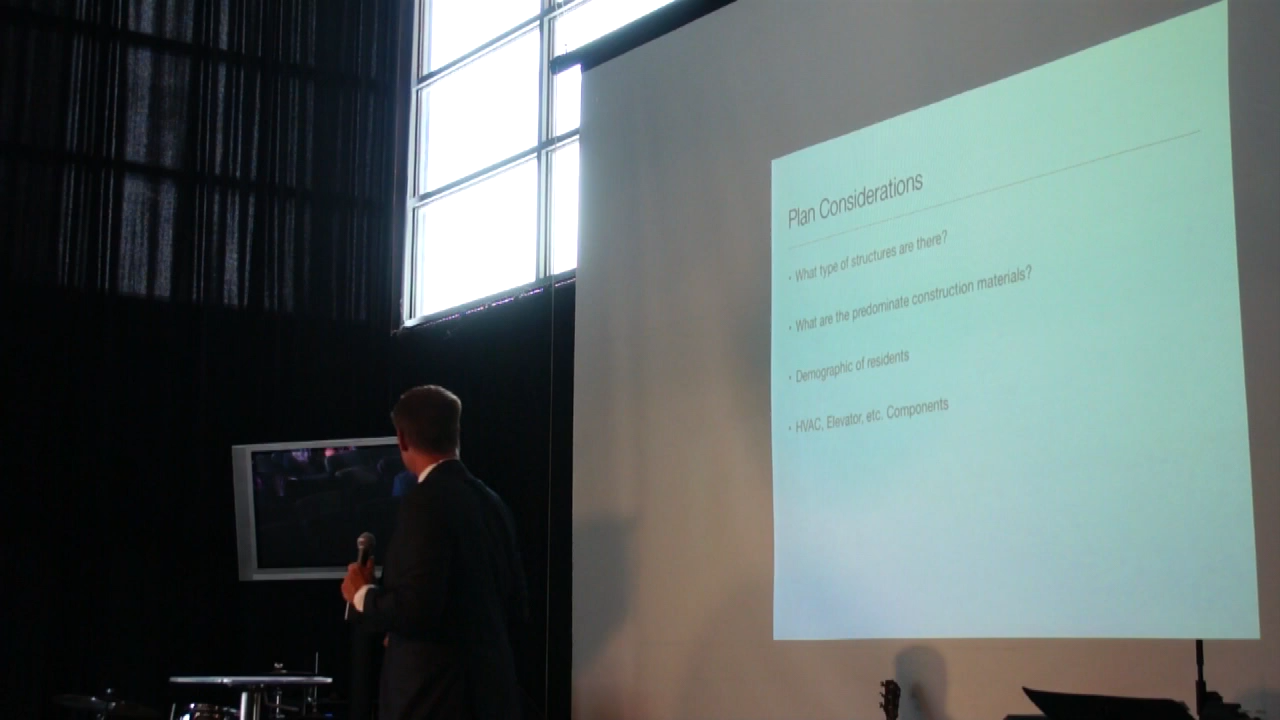 Plan Considerations
• What type of structures are there?
• What are the predominate construction materials?
• Demographic of residents
• HVAC, Elevator, etc. Components